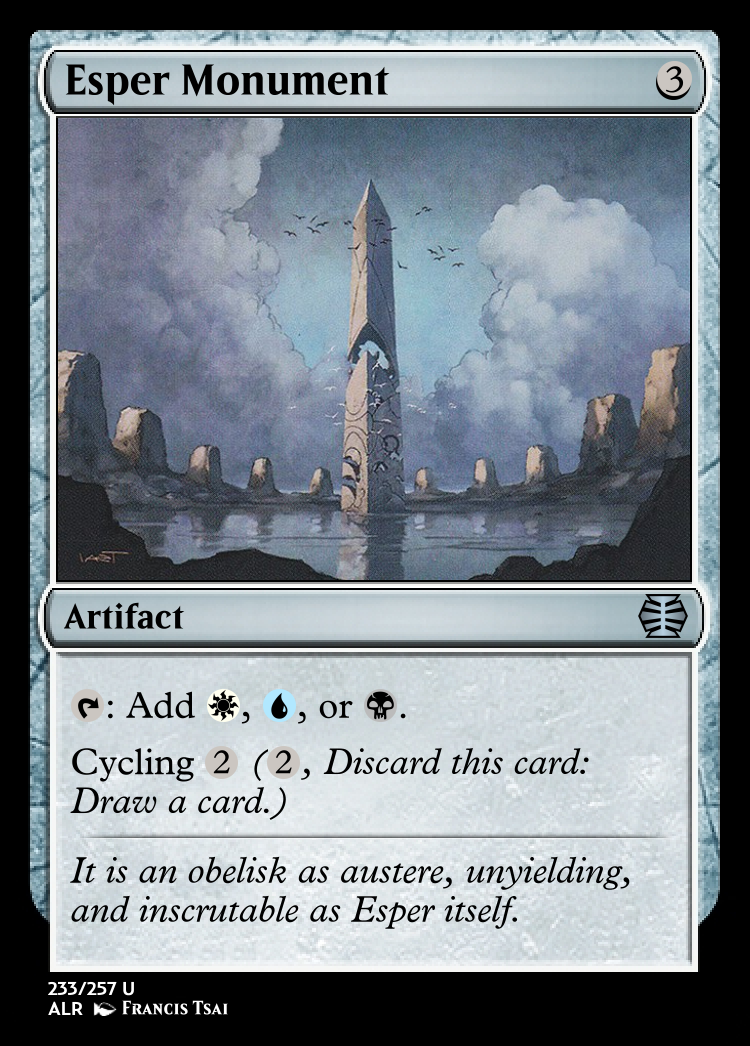 Esper Monument 3
Artifact
: Add , , or .
Cycling 2 (2, Discard this card:
Draw a card.)
It is an obelisk as austere, unyielding,
and inscrutable as Esper itself.
233/257 U
ALR Francis Tsai